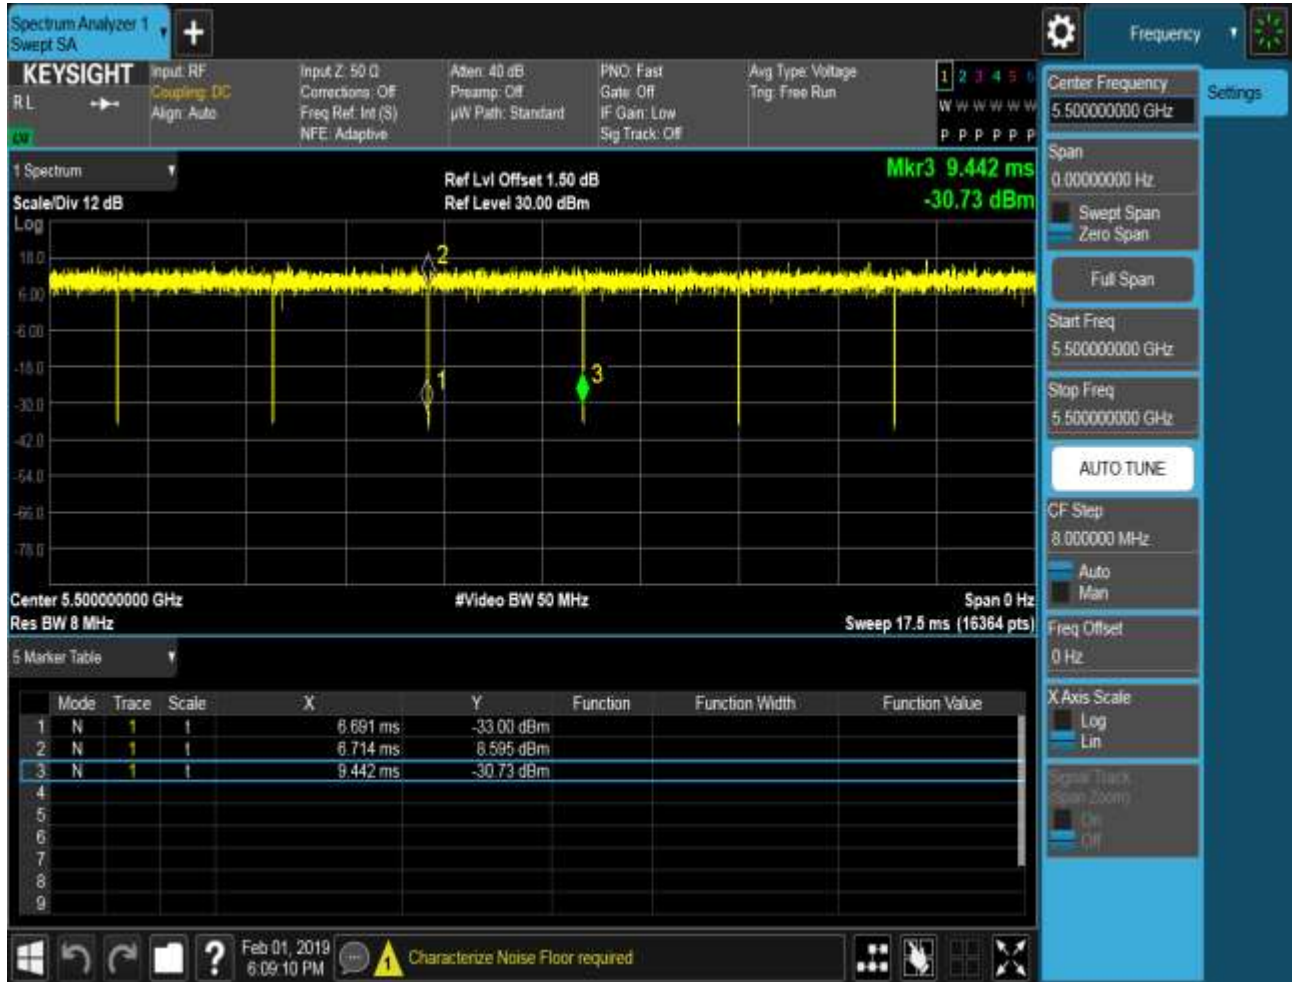 Spectrum Analyzer 1
Swept SA
+
Frequency
KEYSIGHT
RL
Input: RF
Coupling: DC
Align: Auto
Input Z: 50 Ω
Corrections: Off
Freq Ref: Int (S)
NFE: Adaptive
Atten: 40 dB
Preamp: Off
µW Path: Standard
PNO: Fast
Gate: Off
IF Gain: Low
Sig Track: Off
Avg Type: Voltage
Trig: Free Run
1 2 3 4 5 6
W W W W W W
P P P P P P
1 Spectrum
Scale/Div 12 dB
Ref Lvl Offset 1.50 dB
Ref Level 30.00 dBm
Mkr3 9.442 ms
-30.73 dBm
Log
18.0
6.00
-6.00
-18.0
-30.0
-42.0
-54.0
-66.0
-78.0
2
1
3
Center 5.500000000 GHz
Res BW 8 MHz
#Video BW 50 MHz
Span 0 Hz
Sweep 17.5 ms (16364 pts)
5 Marker Table
Mode Trace Scale X Y Function Function Width Function Value
1 N 1 t 6.691 ms -33.00 dBm
2 N 1 t 6.714 ms 8.595 dBm
3 N 1 t 9.442 ms -30.73 dBm
4
5
6
7
8
9
Feb 01, 2019
6:09:10 PM
?
1
Characterize Noise Floor required
Center Frequency
5.500000000 GHz
Settings
Span
0.00000000 Hz
Swept Span
Zero Span
Full Span
Start Freq
5.500000000 GHz
Stop Freq
5.500000000 GHz
AUTO TUNE
CF Step
8.000000 MHz
Auto
Man
Freq Offset
0 Hz
X Axis Scale
Log
Lin
Signal Track
(Span Zoom)
On
Off